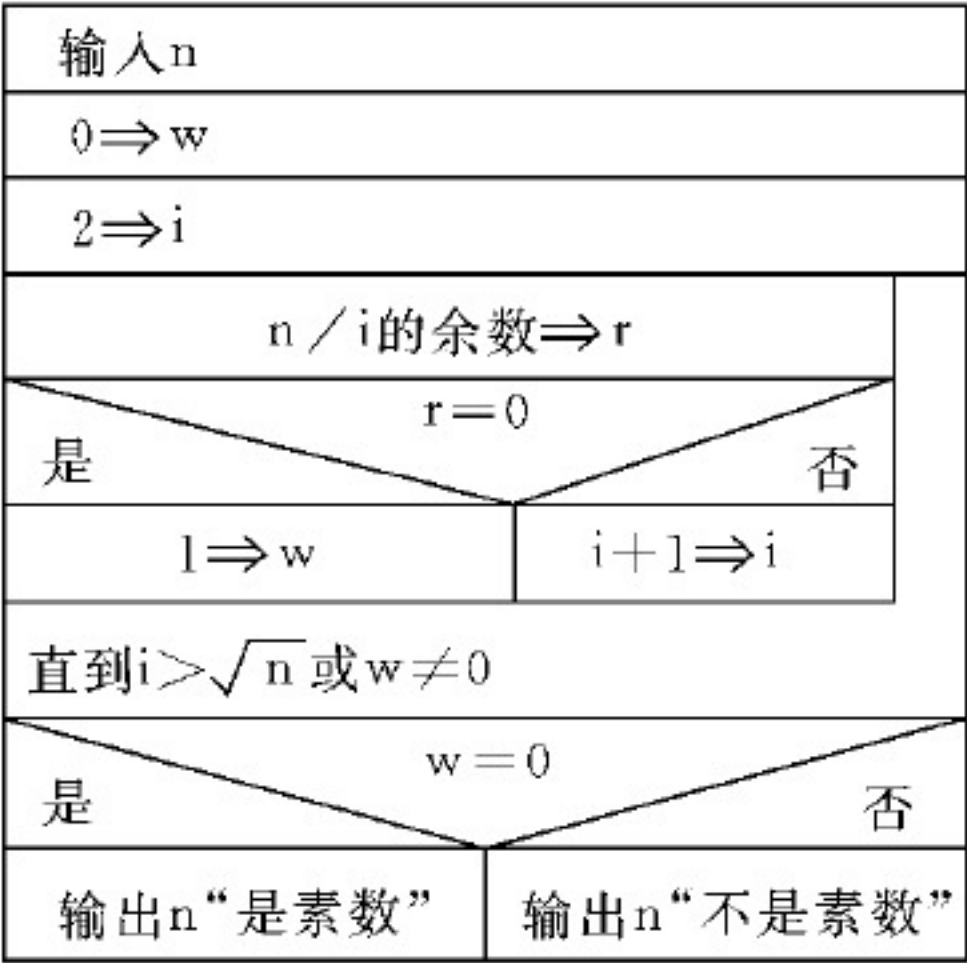 输入n
0⇒w
2⇒i
n/i的余数⇒r
r=0
是
否
1⇒w
i+1⇒i
直到i>√n或w≠0
w=0
是
否
输出n“是素数”
输出n“不是素数”